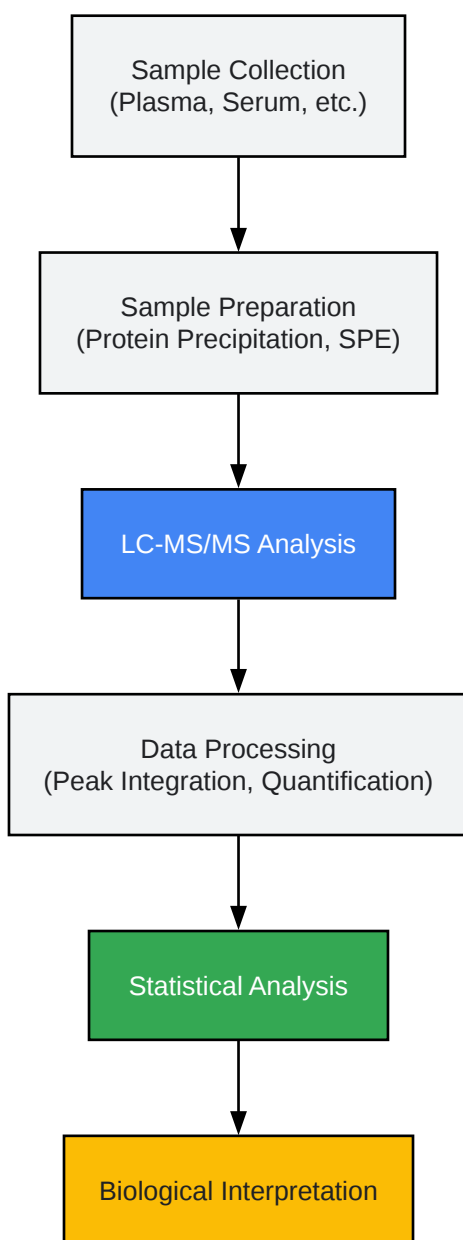 Sample Collection
(Plasma, Serum, etc.)
Sample Preparation
(Protein Precipitation, SPE)
LC-MS/MS Analysis
Data Processing
(Peak Integration, Quantification)
Statistical Analysis
Biological Interpretation